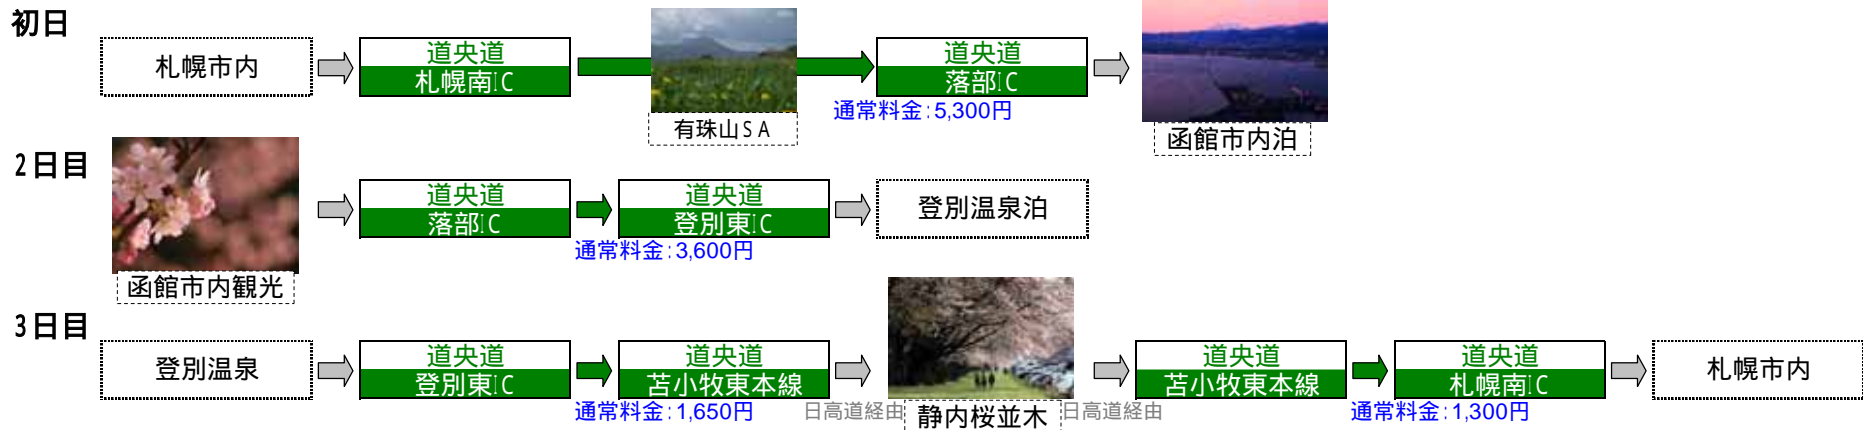 初日
札幌市内
道央道
札幌南IC
有珠山SA
道央道
落部IC
通常料金:5,300円
函館市内泊
2日目
函館市内観光
道央道
落部IC
道央道
登別東IC
通常料金:3,600円
登別温泉泊
3日目
登別温泉
道央道
登別東IC
道央道
苫小牧東本線
通常料金:1,650円
日高道経由
静内桜並木
日高道経由
道央道
苫小牧東本線
道央道
札幌南IC
通常料金:1,300円
札幌市内